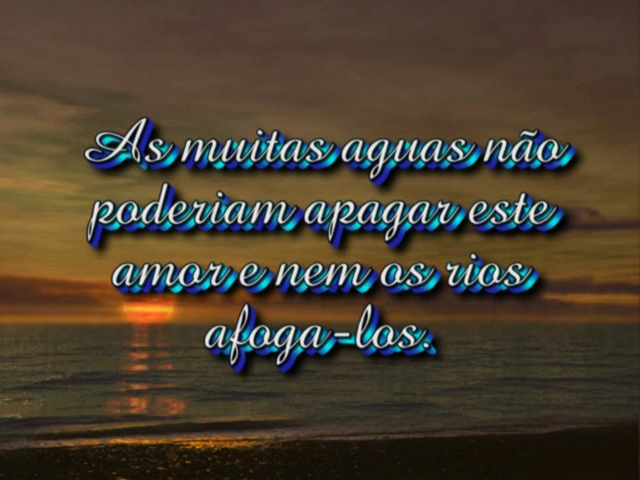 As muitas aguas não
poderiam apagar este
amor e nem os rios
afoga-los.